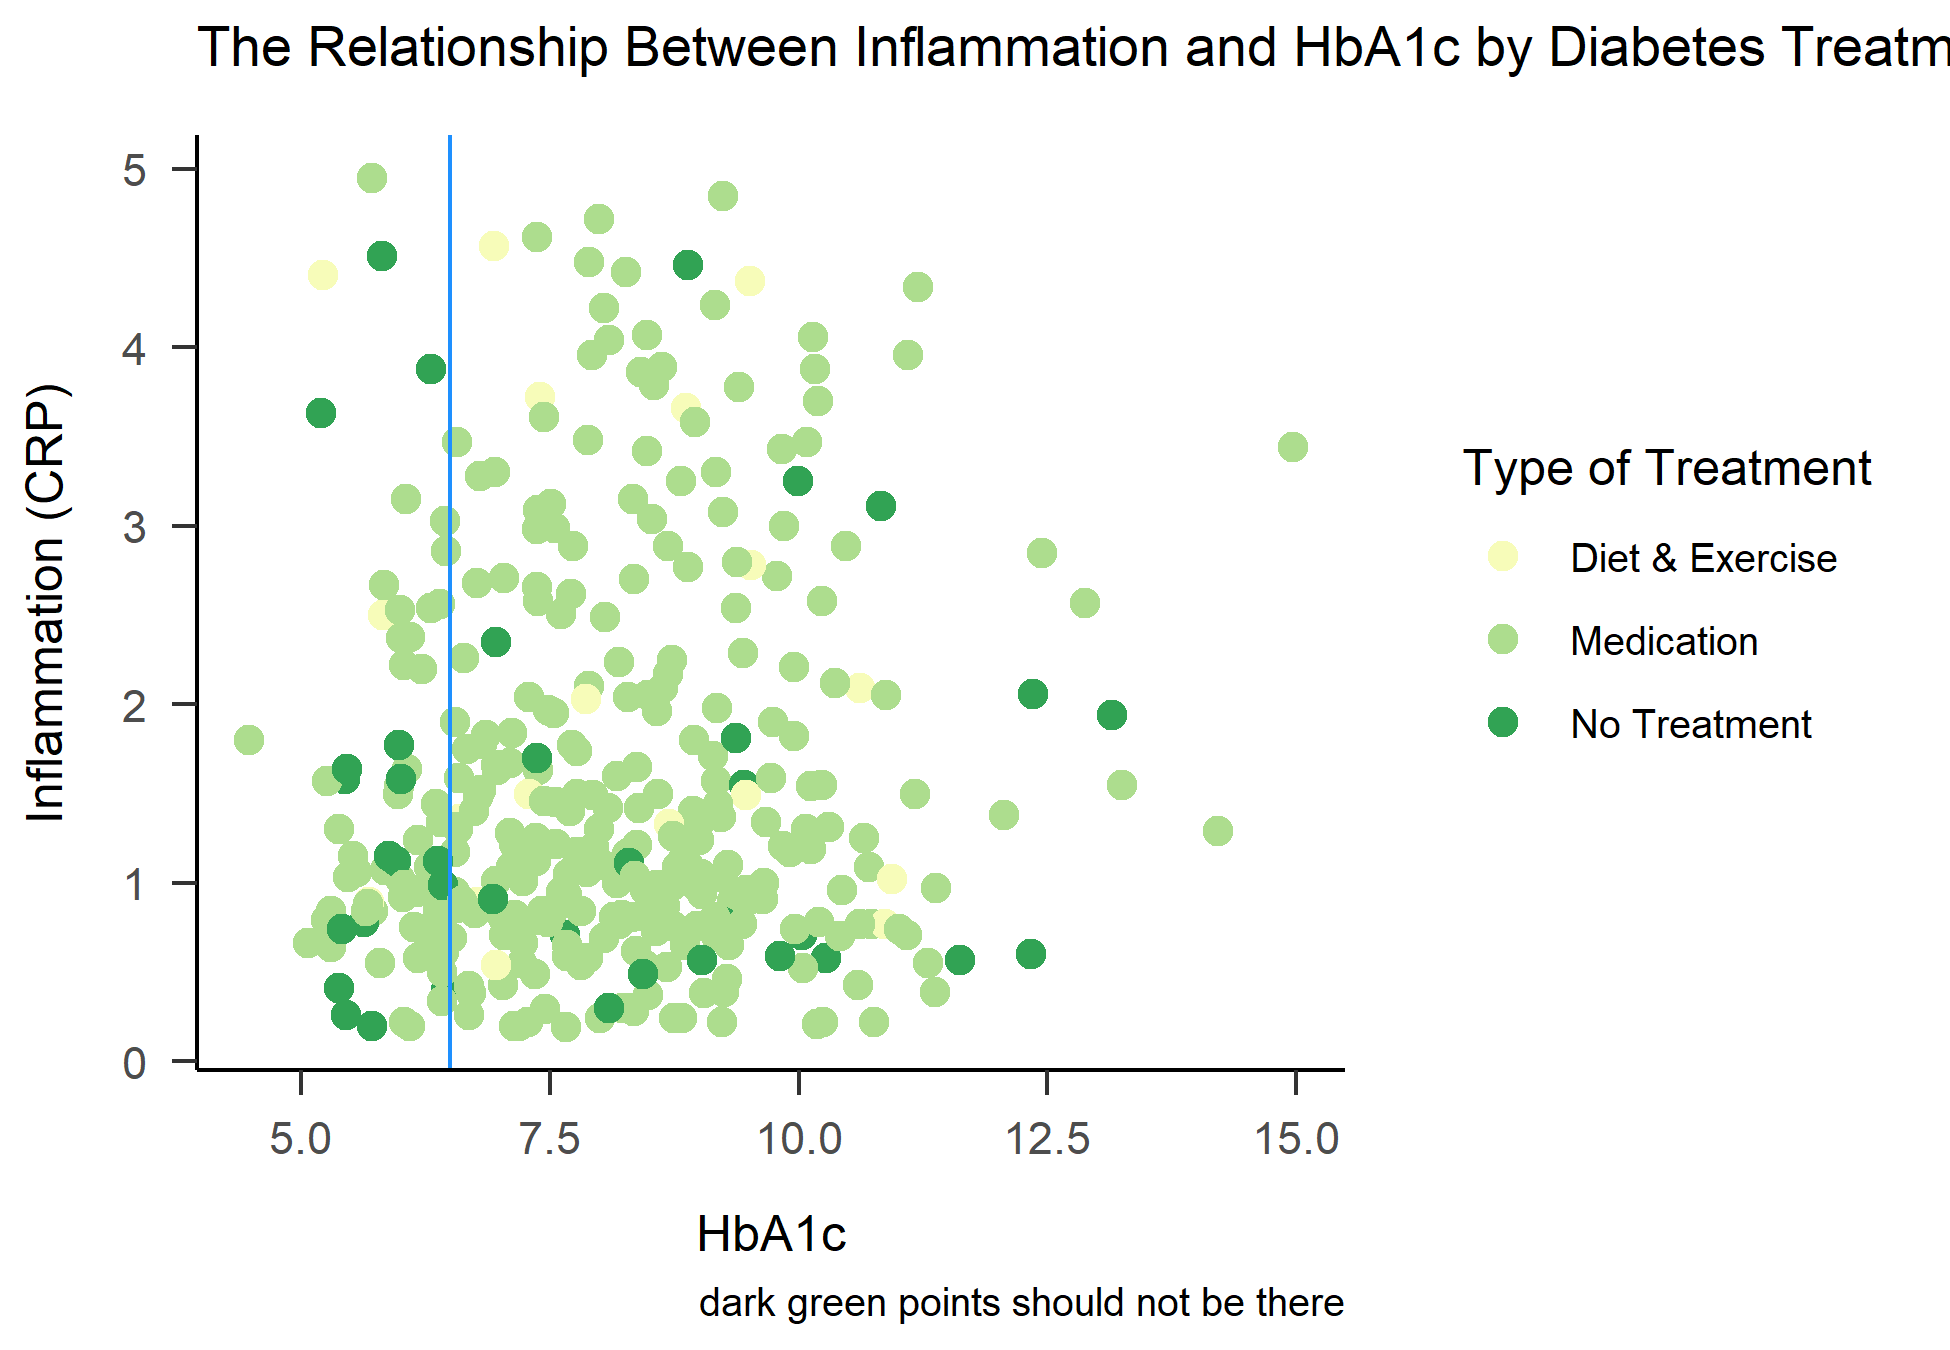 The Relationship Between Inflammation and HbA1c by Diabetes Treatm
5
4
3
2
1
0
Inflammation (CRP)
5.0 7.5 10.0 12.5 15.0
HbA1c
dark green points should not be there
Type of Treatment
Diet & Exercise
Medication
No Treatment